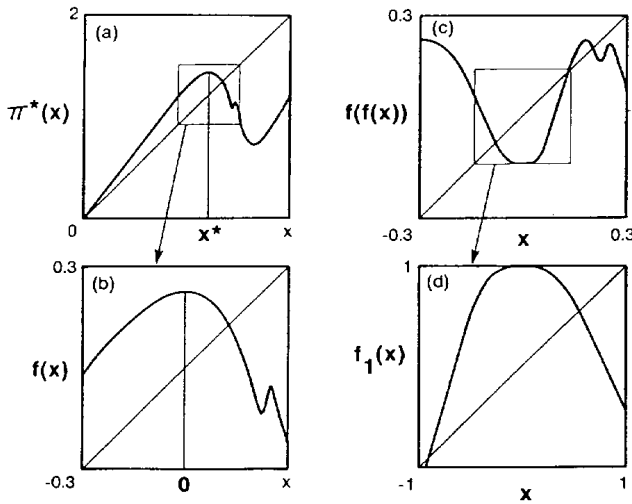 2
(a)
π*(x)
0
x*
x
0.3
(c)
f(f(x))
-0.3
x
0.3
0.3
(b)
f(x)
-0.3
0
x
1
(d)
f₁(x)
-1
x
1